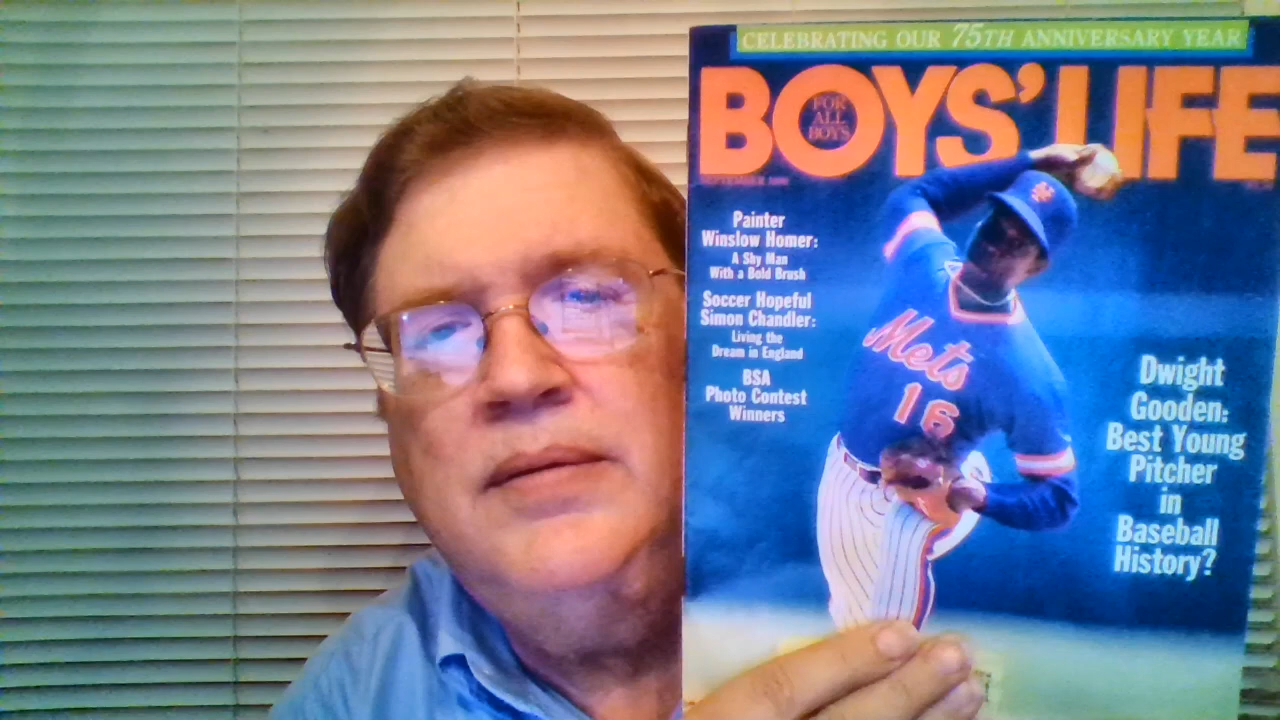 CELEBRATING OUR 75TH ANNIVERSARY YEAR
BOYS' LIFE
FOR
ALL
BOYS
Painter
Winslow Homer:
A Shy Man
With a Bold Brush
Soccer Hopeful
Simon Chandler:
Living the
Dream in England
BSA
Photo Contest
Winners
Mets
16
Dwight
Gooden:
Best Young
Pitcher
in
Baseball
History?